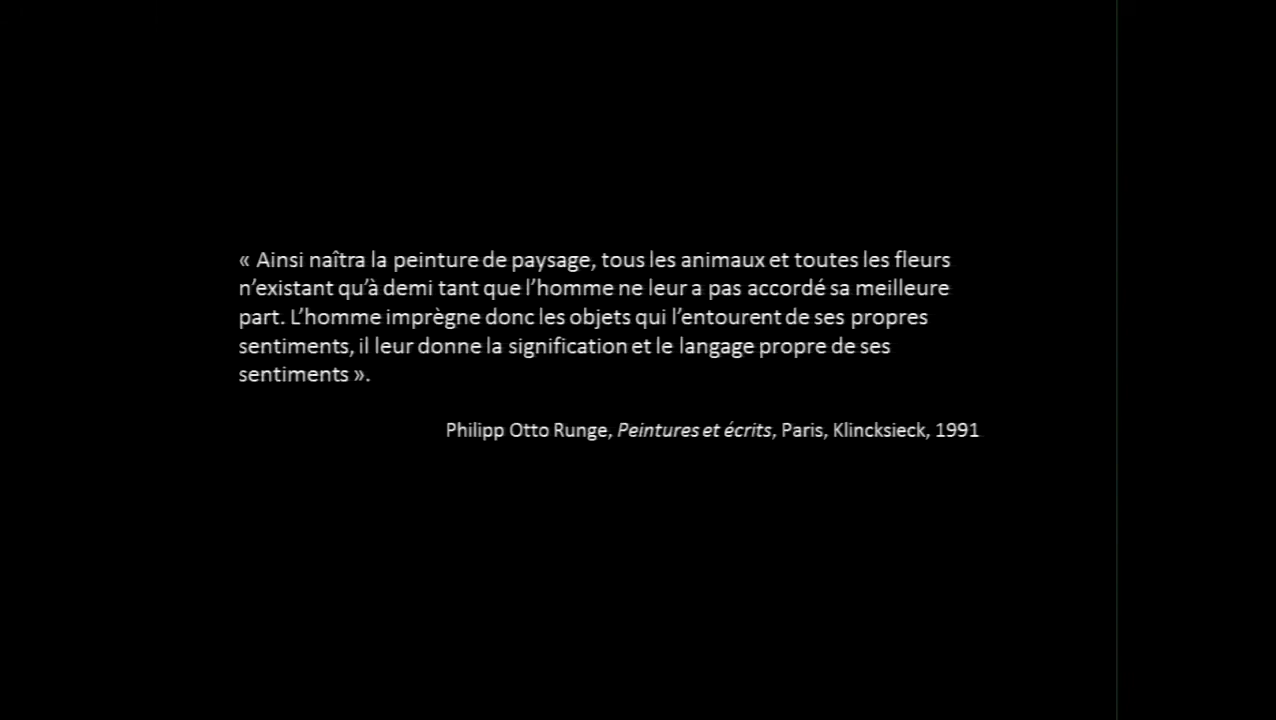 « Ainsi naîtra la peinture de paysage, tous les animaux et toutes les fleurs
n’existant qu’à demi tant que l’homme ne leur a pas accordé sa meilleure
part. L’homme imprègne donc les objets qui l’entourent de ses propres
sentiments, il leur donne la signification et le langage propre de ses
sentiments ».
Philipp Otto Runge, Peintures et écrits, Paris, Klincksieck, 1991